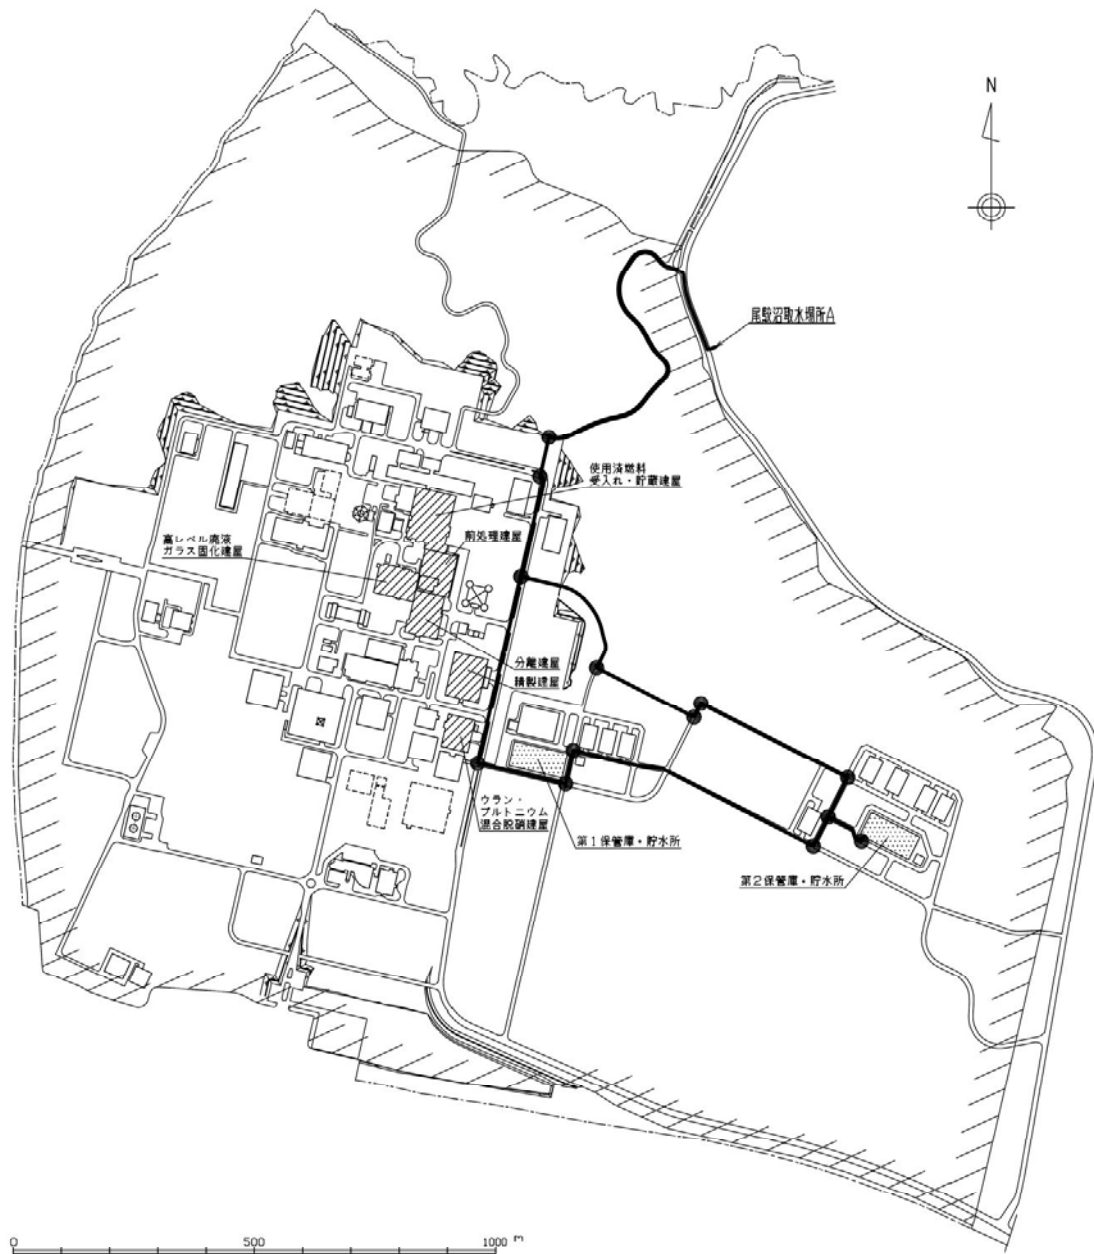 N
尾駮沼取水場所A
使用済燃料
受入れ・貯蔵建屋
前処理建屋
高レベル廃液
ガラス固化建屋
分離建屋
精製建屋
ウラン・
プルトニウム
混合脱硝建屋
第1保管庫・貯水所
第2保管庫・貯水所
0 500 1000 m